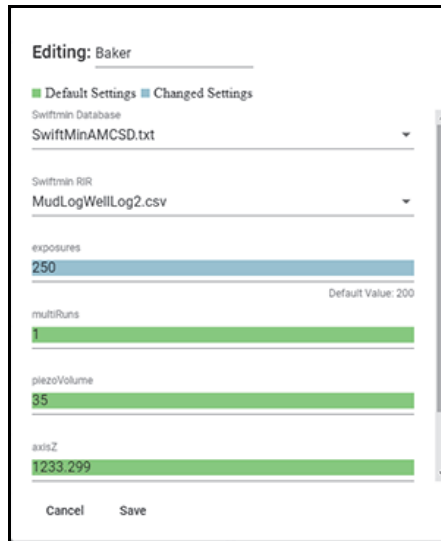 Editing: Baker
Default Settings Changed Settings
Swiftmin Database
SwiftMinAMCSD.txt
Swiftmin RIR
MudLogWellLog2.csv
exposures
250
Default Value: 200
multiRuns
1
piezoVolume
35
axisZ
1233.299
Cancel Save